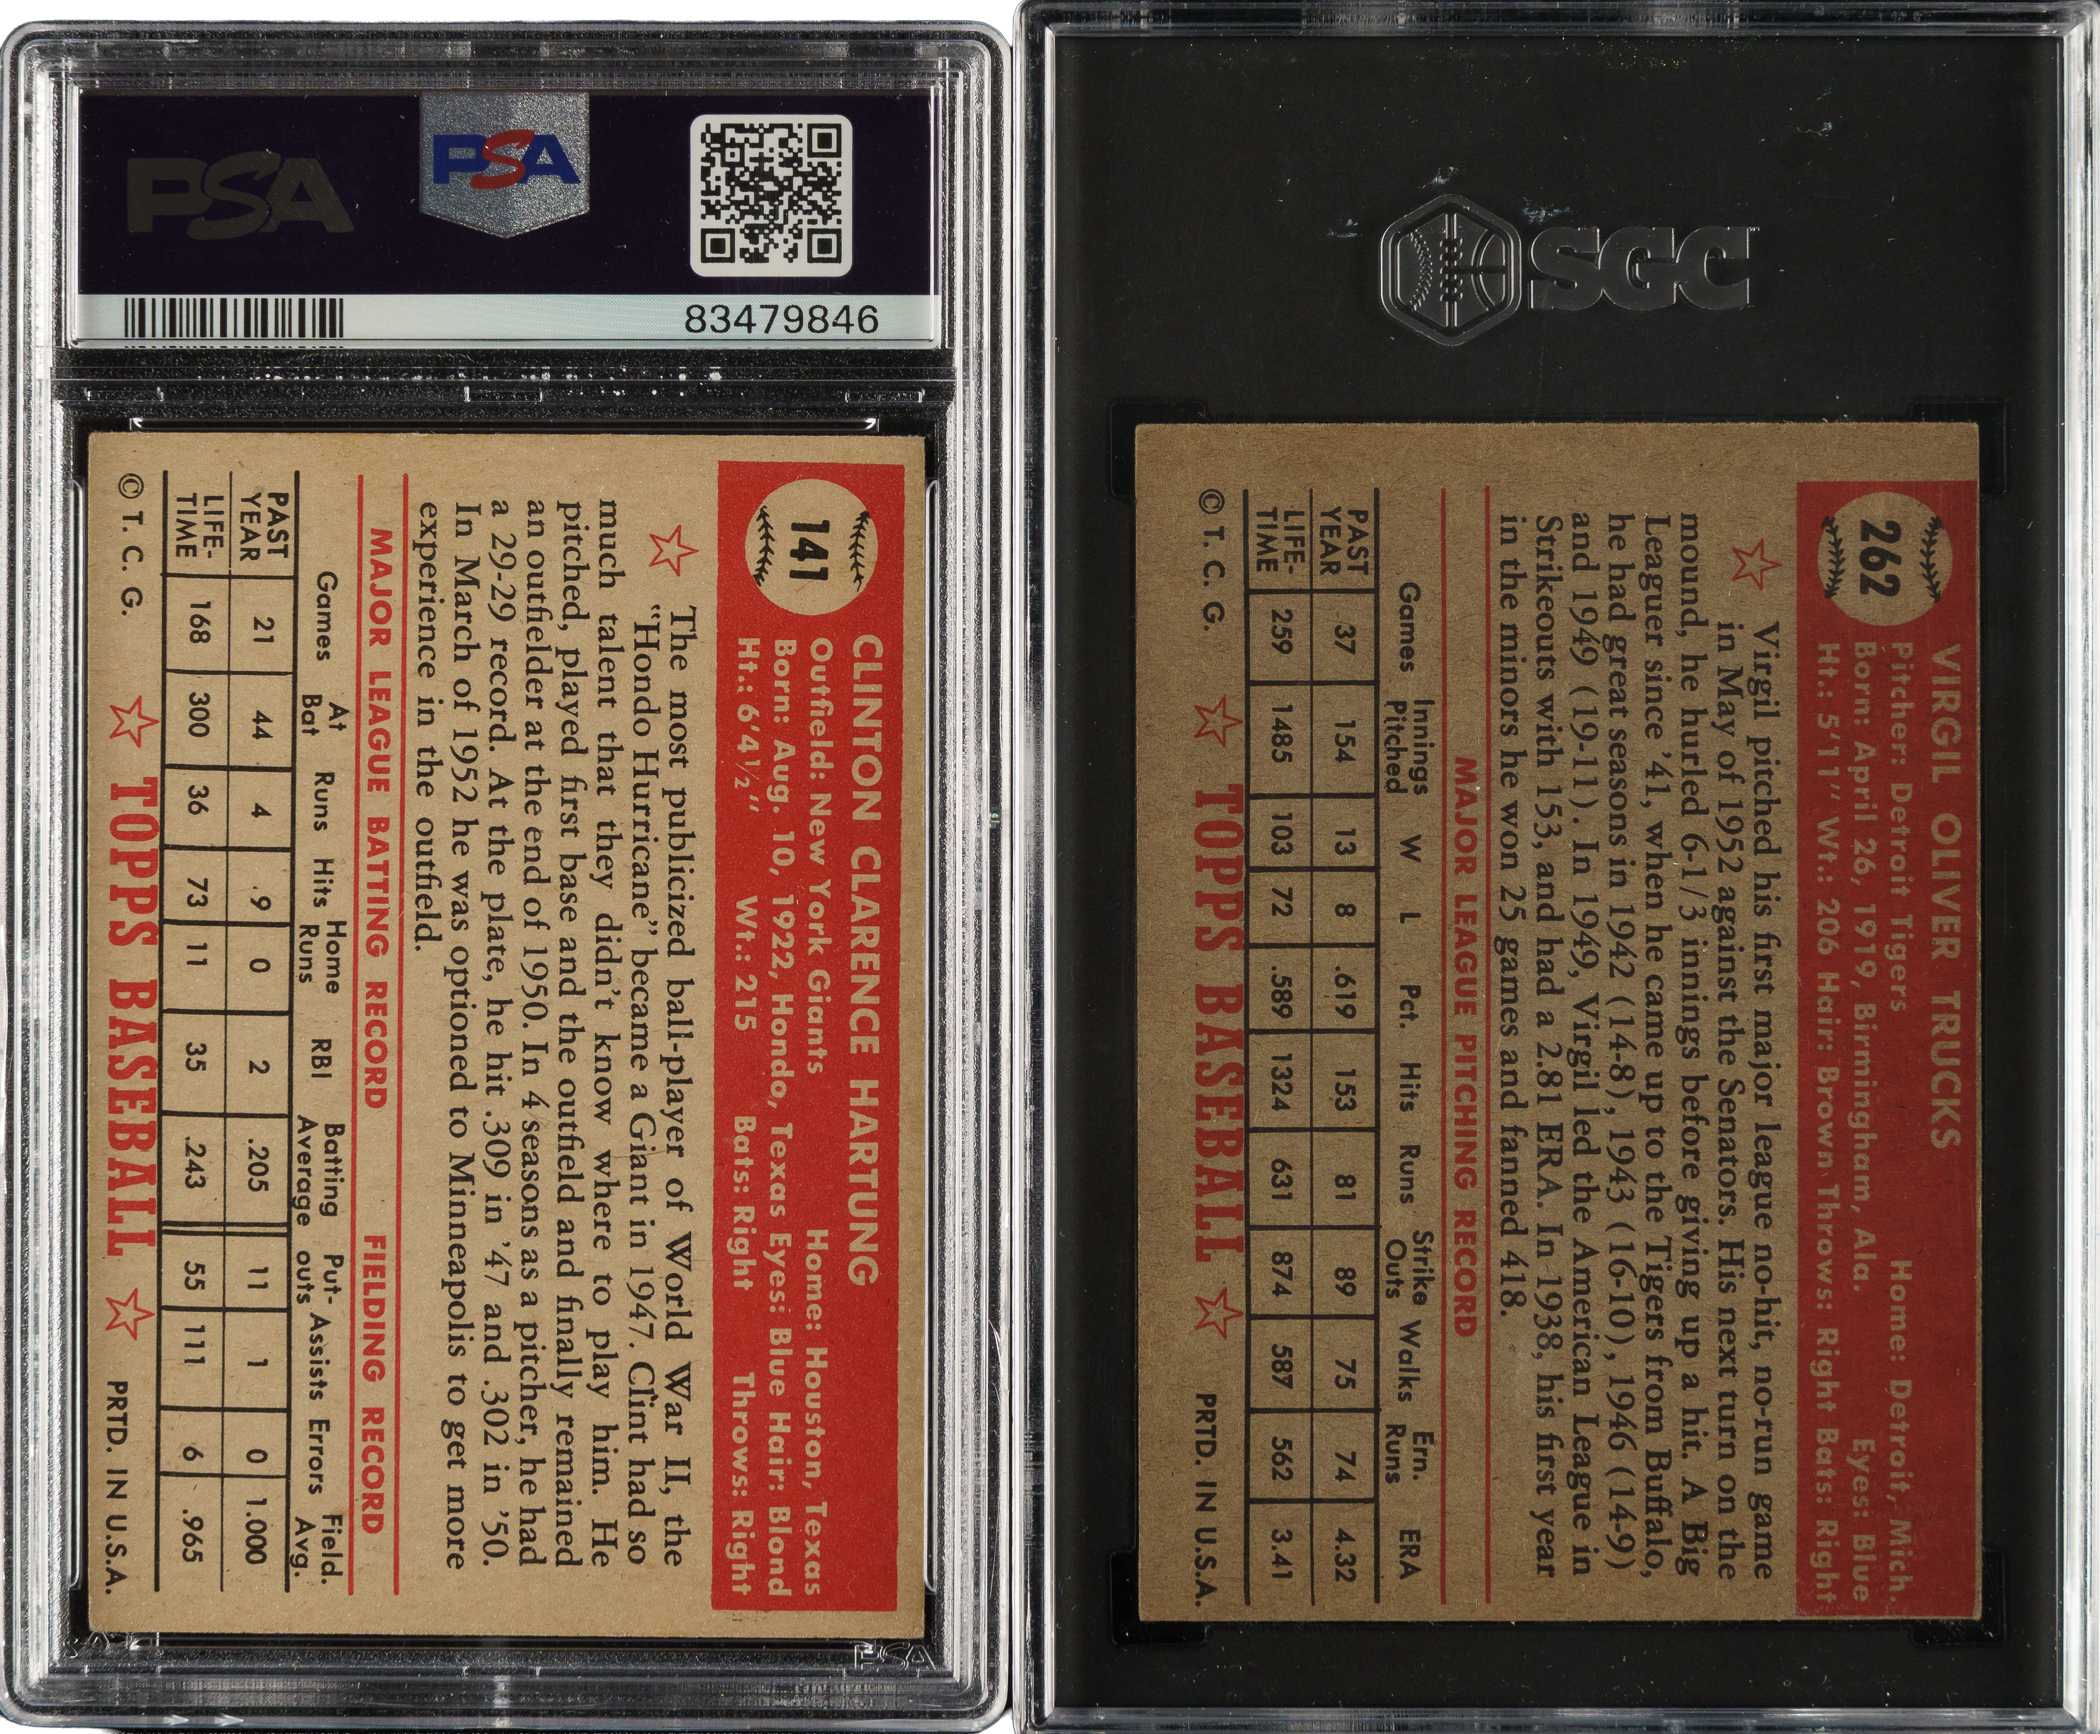 PSA
PSA
83479846
141
CLINTON CLARENCE HARTUNG
Outfield: New York Giants Home: Houston, Texas
Born: Aug. 10, 1922, Hondo, Texas Eyes: Blue Hair: Blond
Ht.: 6'4½" Wt.: 215 Bats: Right Throws: Right
The most publicized ball-player of World War II, the
"Hondo Hurricane" became a Giant in 1947. Clint had so
much talent that they didn't know where to play him. He
pitched, played first base and the outfield and finally remained
an outfielder at the end of 1950. In 4 seasons as a pitcher, he had
a 29-29 record. At the plate, he hit .309 in '47 and .302 in '50.
In March of 1952 he was optioned to Minneapolis to get more
experience in the outfield.
MAJOR LEAGUE BATTING RECORD FIELDING RECORD
Games At Bat Runs Hits Home Runs RBI Batting Average Put-outs Assists Errors Field. Avg.
PAST YEAR 21 44 4 .9 0 2 .205 11 1 0 1.000
LIFE-TIME 168 300 36 73 11 35 .243 55 111 6 .965
© T. C. G. TOPPS BASEBALL PRTD. IN U.S.A.
PSA
SGC
262
VIRGIL OLIVER TRUCKS
Pitcher: Detroit Tigers Home: Detroit, Mich.
Born: April 26, 1919, Birmingham, Ala. Eyes: Blue
Ht.: 5'11" Wt.: 206 Hair: Brown Throws: Right Bats: Right
Virgil pitched his first major league no-hit, no-run game
in May of 1952 against the Senators. His next turn on the
mound, he hurled 6-1/3 innings before giving up a hit. A Big
Leaguer since '41, when he came up to the Tigers from Buffalo,
he had great seasons in 1942 (14-8), 1943 (16-10), 1946 (14-9)
and 1949 (19-11). In 1949, Virgil led the American League in
Strikeouts with 153, and had a 2.81 ERA. In 1938, his first year
in the minors he won 25 games and fanned 418.
MAJOR LEAGUE PITCHING RECORD
Games Innings Pitched W L Pct. Hits Runs Strike Outs Walks Ern. Runs ERA
PAST YEAR 37 154 13 8 .619 153 81 89 75 74 4.32
LIFE-TIME 259 1485 103 72 .589 1324 631 874 587 562 3.41
© T. C. G. TOPPS BASEBALL PRTD. IN U.S.A.